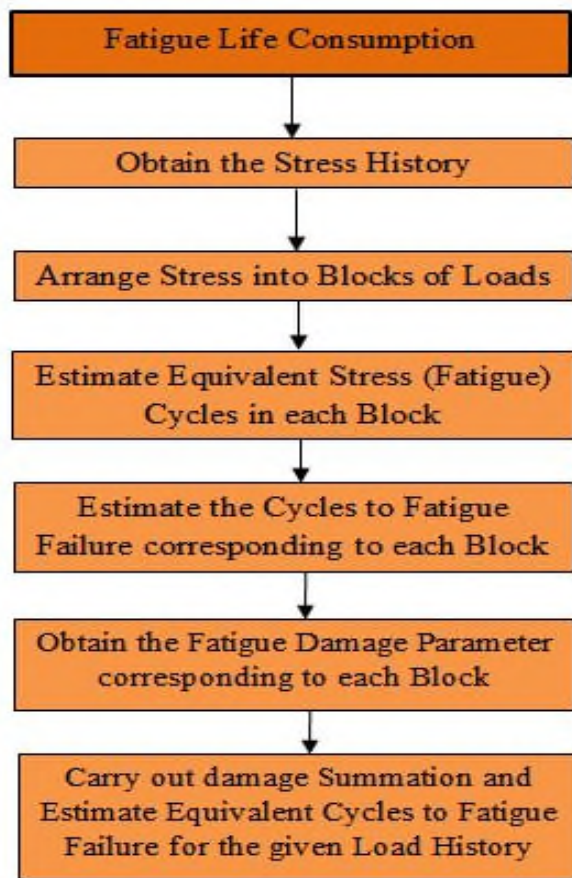 Fatigue Life Consumption
Obtain the Stress History
Arrange Stress into Blocks of Loads
Estimate Equivalent Stress (Fatigue)
Cycles in each Block
Estimate the Cycles to Fatigue
Failure corresponding to each Block
Obtain the Fatigue Damage Parameter
corresponding to each Block
Carry out damage Summation and
Estimate Equivalent Cycles to Fatigue
Failure for the given Load History